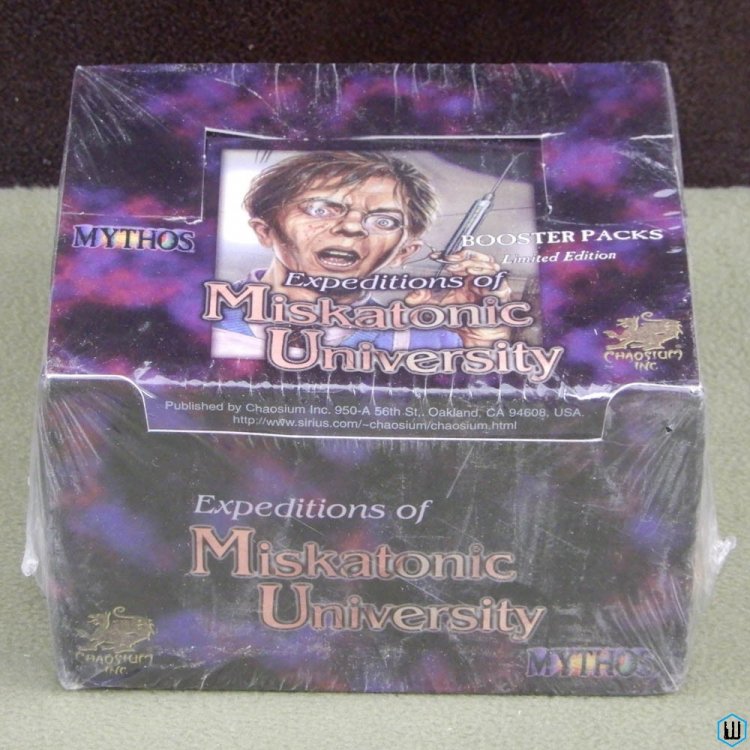 MYTHOS
BOOSTER PACKS
Limited Edition
Expeditions of
Miskatonic
University
CHAOSIUM
INC.
Published by Chaosium Inc. 950-A 56th St., Oakland, CA 94608, USA.
http://www.sirius.com/~chaosium/chaosium.html
Expeditions of
Miskatonic
University
CHAOSIUM
INC.
MYTHOS
W